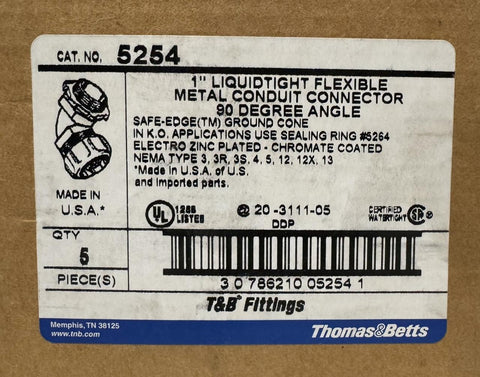 CAT. NO. 5254
1" LIQUIDTIGHT FLEXIBLE
METAL CONDUIT CONNECTOR
90 DEGREE ANGLE
SAFE-EDGE(TM) GROUND CONE
IN K.O. APPLICATIONS USE SEALING RING #5264
ELECTRO ZINC PLATED - CHROMATE COATED
NEMA TYPE 3, 3R, 3S, 4, 5, 12, 12X, 13
*Made in U.S.A. of U.S.
and imported parts.
MADE IN
U.S.A.*
UL
LISTED
20-3111-05
DDP
CERTIFIED
WATERTIGHT
QTY
5
PIECE(S)
3 0 786210 05254 1
T&B® Fittings
Memphis, TN 38125
www.tnb.com
Thomas&Betts